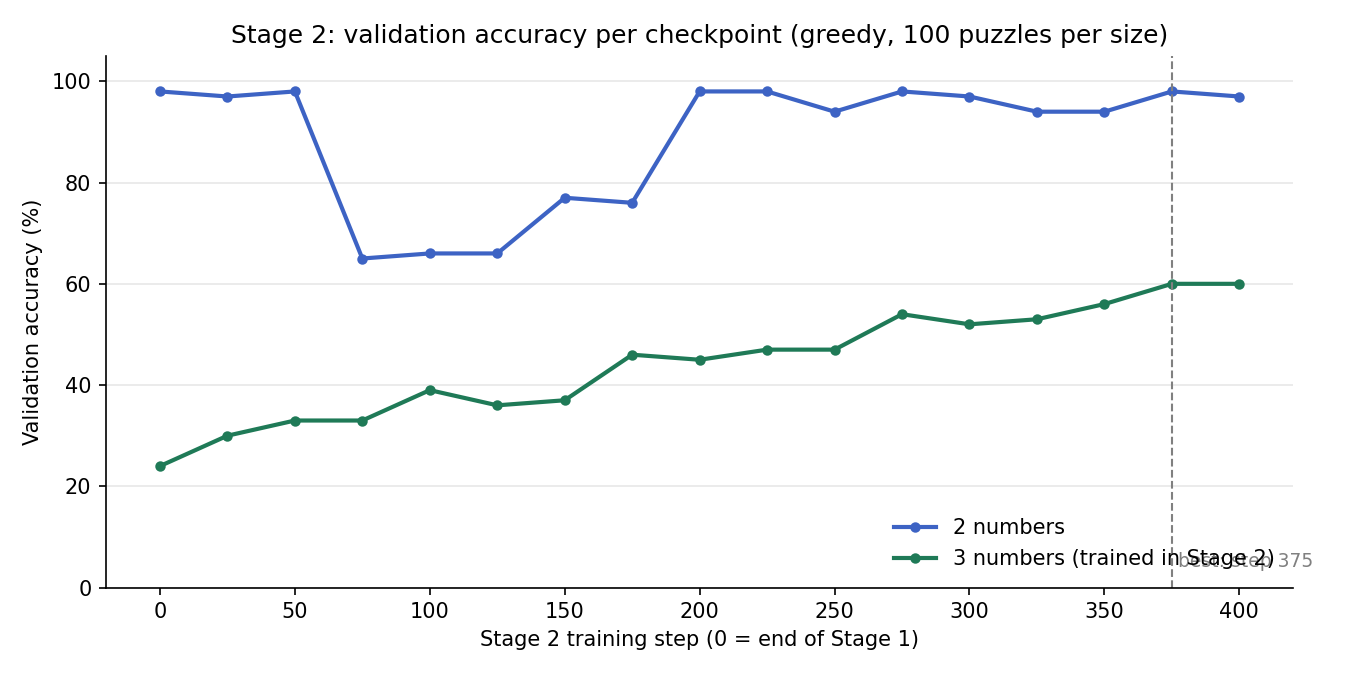 Stage 2: validation accuracy per checkpoint (greedy, 100 puzzles per size)
Validation accuracy (%)
100
80
60
40
20
0
2 numbers
3 numbers (trained in Stage 2)
best: step 375
0 50 100 150 200 250 300 350 400
Stage 2 training step (0 = end of Stage 1)